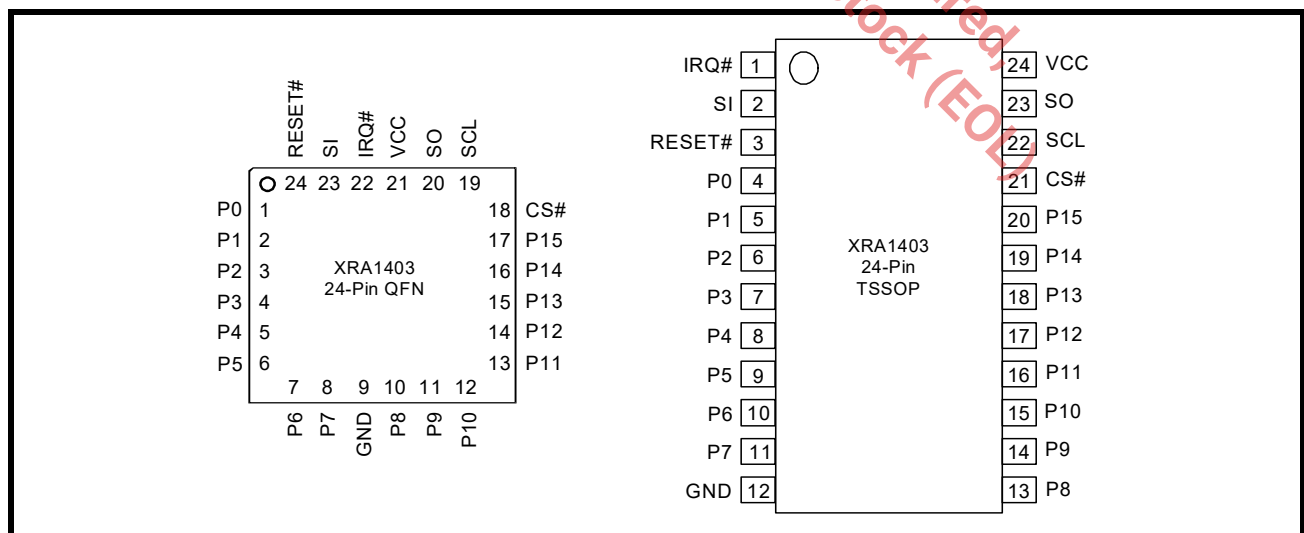 RESET#
SI
IRQ#
VCC
SO
SCL
24 23 22 21 20 19
P0 1
P1 2
P2 3
P3 4
P4 5
P5 6
XRA1403
24-Pin QFN
18 CS#
17 P15
16 P14
15 P13
14 P12
13 P11
7 8 9 10 11 12
P6
P7
GND
P8
P9
P10
IRQ# 1
SI 2
RESET# 3
P0 4
P1 5
P2 6
P3 7
P4 8
P5 9
P6 10
P7 11
GND 12
XRA1403
24-Pin
TSSOP
24 VCC
23 SO
22 SCL
21 CS#
20 P15
19 P14
18 P13
17 P12
16 P11
15 P10
14 P9
13 P8
(EOL)